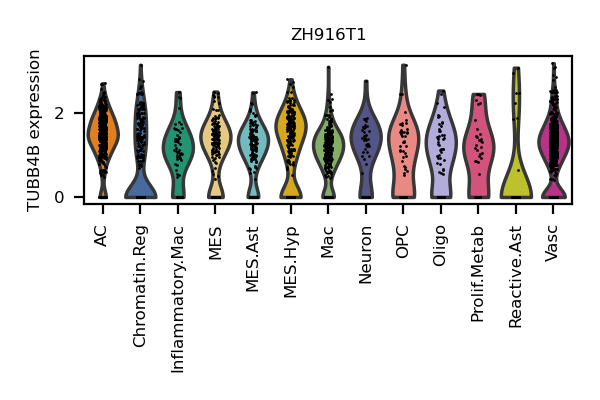 ZH916T1
TUBB4B expression
2
0
AC
Chromatin.Reg
Inflammatory.Mac
MES
MES.Ast
MES.Hyp
Mac
Neuron
OPC
Oligo
Prolif.Metab
Reactive.Ast
Vasc